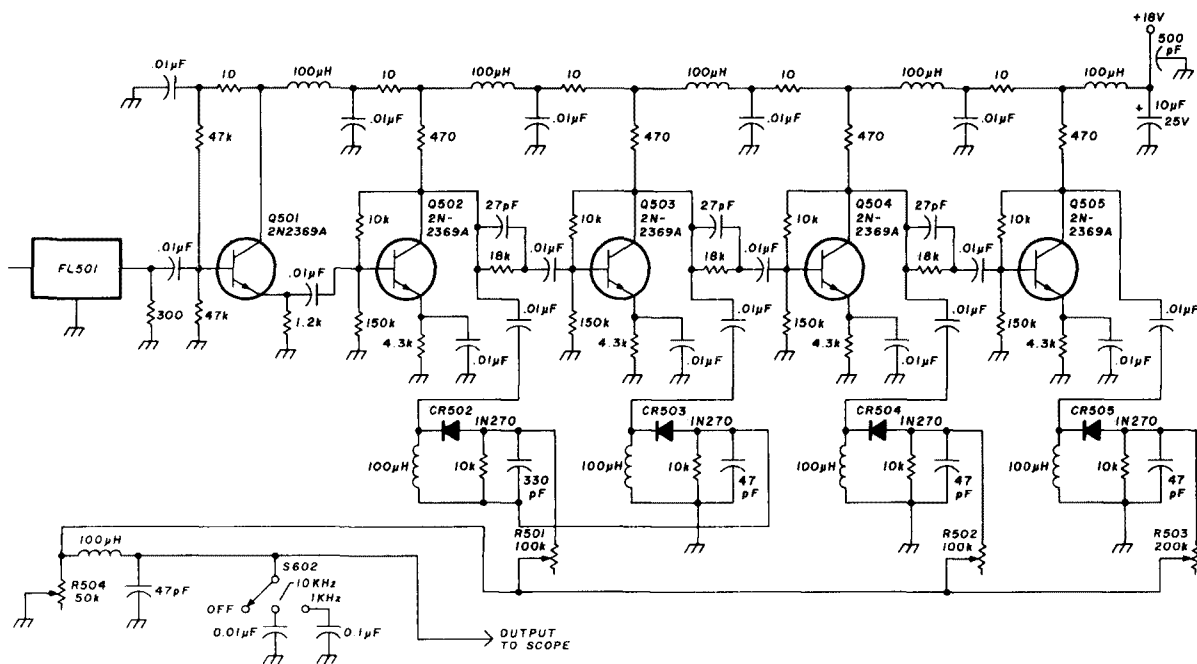 +18V
500
pF
.01µF
10
100µH
10
100µH
10
100µH
10
100µH
10
100µH
47k
.01µF
470
.01µF
470
.01µF
470
.01µF
470
+
10µF
25V
Q501
2N2369A
Q502
2N-
2369A
Q503
2N-
2369A
Q504
2N-
2369A
Q505
2N-
2369A
10k
27pF
10k
27pF
10k
27pF
10k
FL501
.01µF
.01µF
18k
.01µF
18k
.01µF
18k
.01µF
300
47k
1.2k
150k
4.3k
.01µF
.01µF
150k
4.3k
.01µF
.01µF
150k
4.3k
.01µF
.01µF
150k
4.3k
.01µF
.01µF
CR502
1N270
CR503
1N270
CR504
1N270
CR505
1N270
100µH
10k
330
pF
100µH
10k
47
pF
100µH
10k
47
pF
100µH
10k
47
pF
R501
100k
R502
100k
R503
200k
100µH
R504
50k
47pF
S602
10KHz
1KHz
OFF
0.01µF
0.1µF
OUTPUT
TO SCOPE